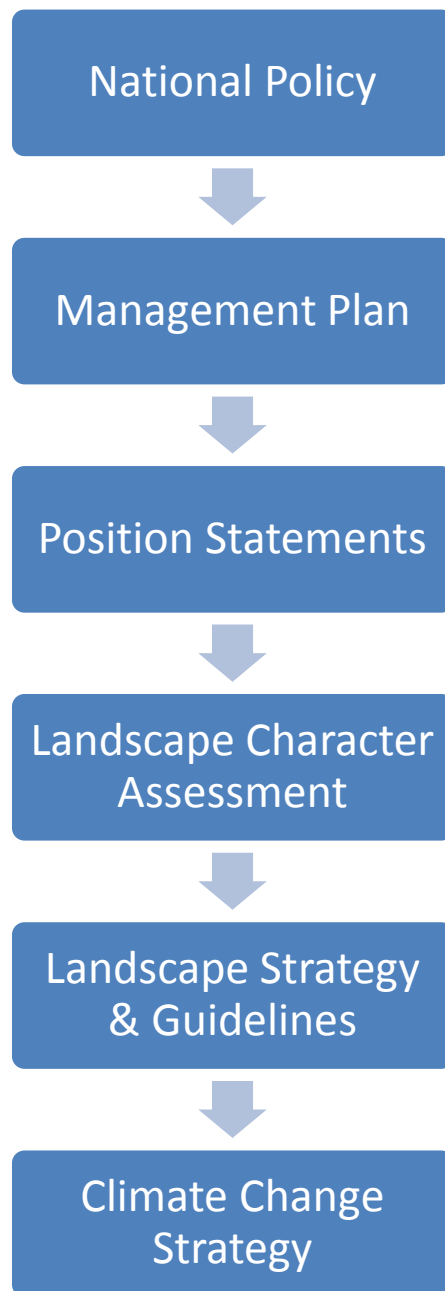 National Policy
Management Plan
Position Statements
Landscape Character
Assessment
Landscape Strategy
& Guidelines
Climate Change
Strategy